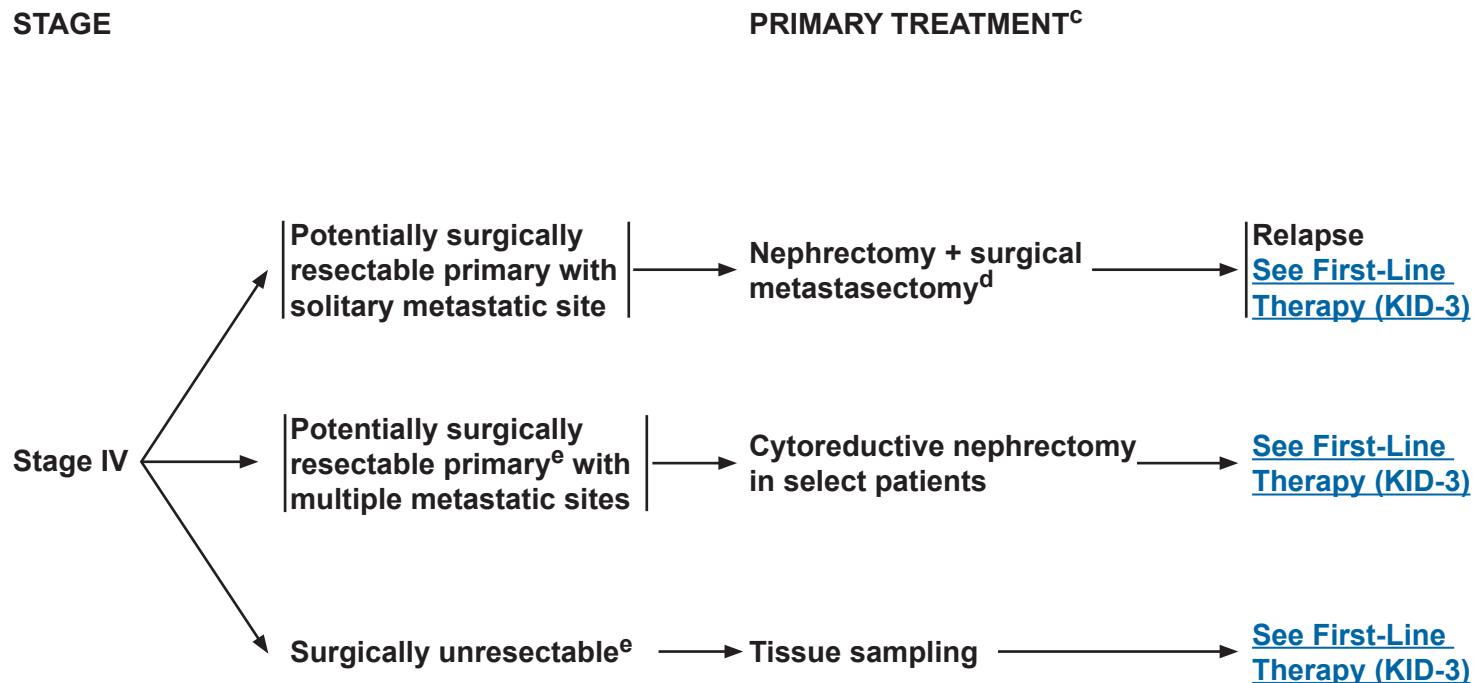 STAGE
PRIMARY TREATMENTᶜ
Potentially surgically
resectable primary with
solitary metastatic site
Nephrectomy + surgical
metastasectomyᵈ
Relapse
See First-Line
Therapy (KID-3)
Stage IV
Potentially surgically
resectable primaryᵉ with
multiple metastatic sites
Cytoreductive nephrectomy
in select patients
See First-Line
Therapy (KID-3)
Surgically unresectableᵉ
Tissue sampling
See First-Line
Therapy (KID-3)